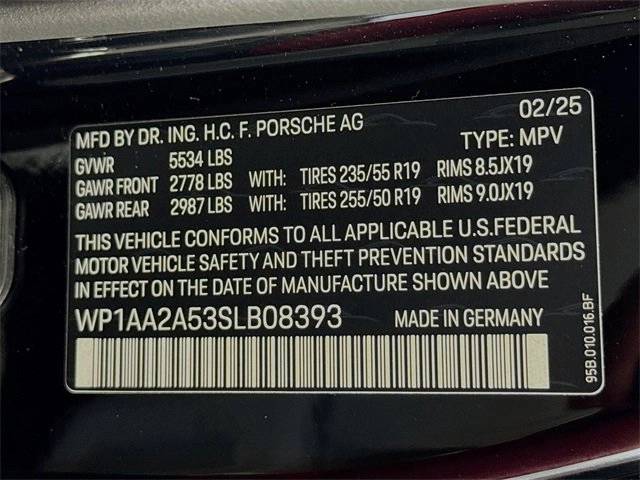 02/25
MFD BY DR. ING. H.C. F. PORSCHE AG
TYPE: MPV
GVWR 5534 LBS
GAWR FRONT 2778 LBS WITH: TIRES 235/55 R19 RIMS 8.5JX19
GAWR REAR 2987 LBS WITH: TIRES 255/50 R19 RIMS 9.0JX19
THIS VEHICLE CONFORMS TO ALL APPLICABLE U.S.FEDERAL
MOTOR VEHICLE SAFETY AND THEFT PREVENTION STANDARDS
IN EFFECT ON THE DATE OF MANUFACTURE SHOWN ABOVE
WP1AA2A53SLB08393 MADE IN GERMANY
95B.010.016.BF